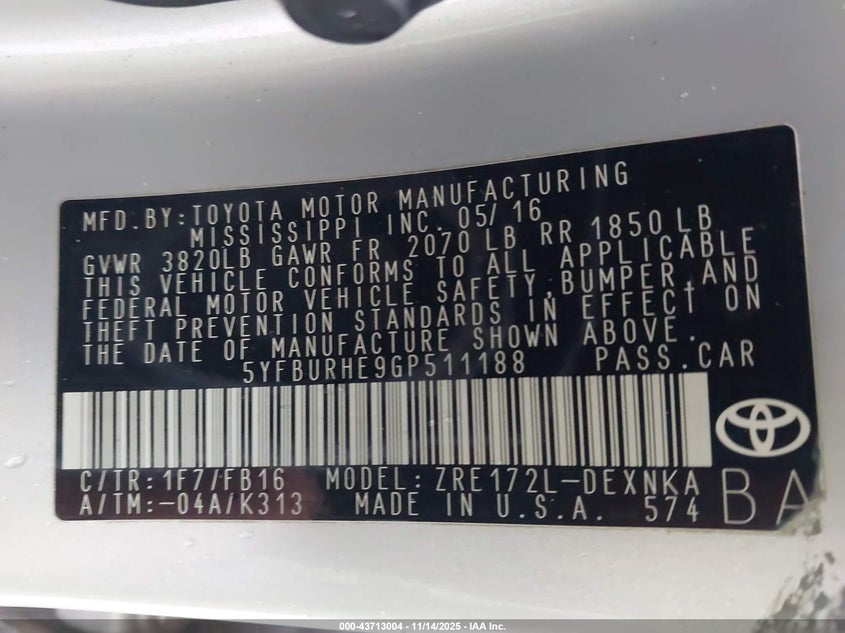 MFD.BY:TOYOTA MOTOR MANUFACTURING
MISSISSIPPI INC. 05/16
GVWR 3820LB GAWR FR 2070 LB RR 1850 LB
THIS VEHICLE CONFORMS TO ALL APPLICABLE
FEDERAL MOTOR VEHICLE SAFETY,BUMPER,AND
THEFT PREVENTION STANDARDS IN EFFECT ON
THE DATE OF MANUFACTURE SHOWN ABOVE.
5YFBURHE9GP511188 PASS.CAR
C/TR:1F7/FB16 MODEL:ZRE172L-DEXNKA
A/TM:-04A/K313 MADE IN U.S.A. 574
BA
000-43713004 - 11/14/2025 - IAA Inc.